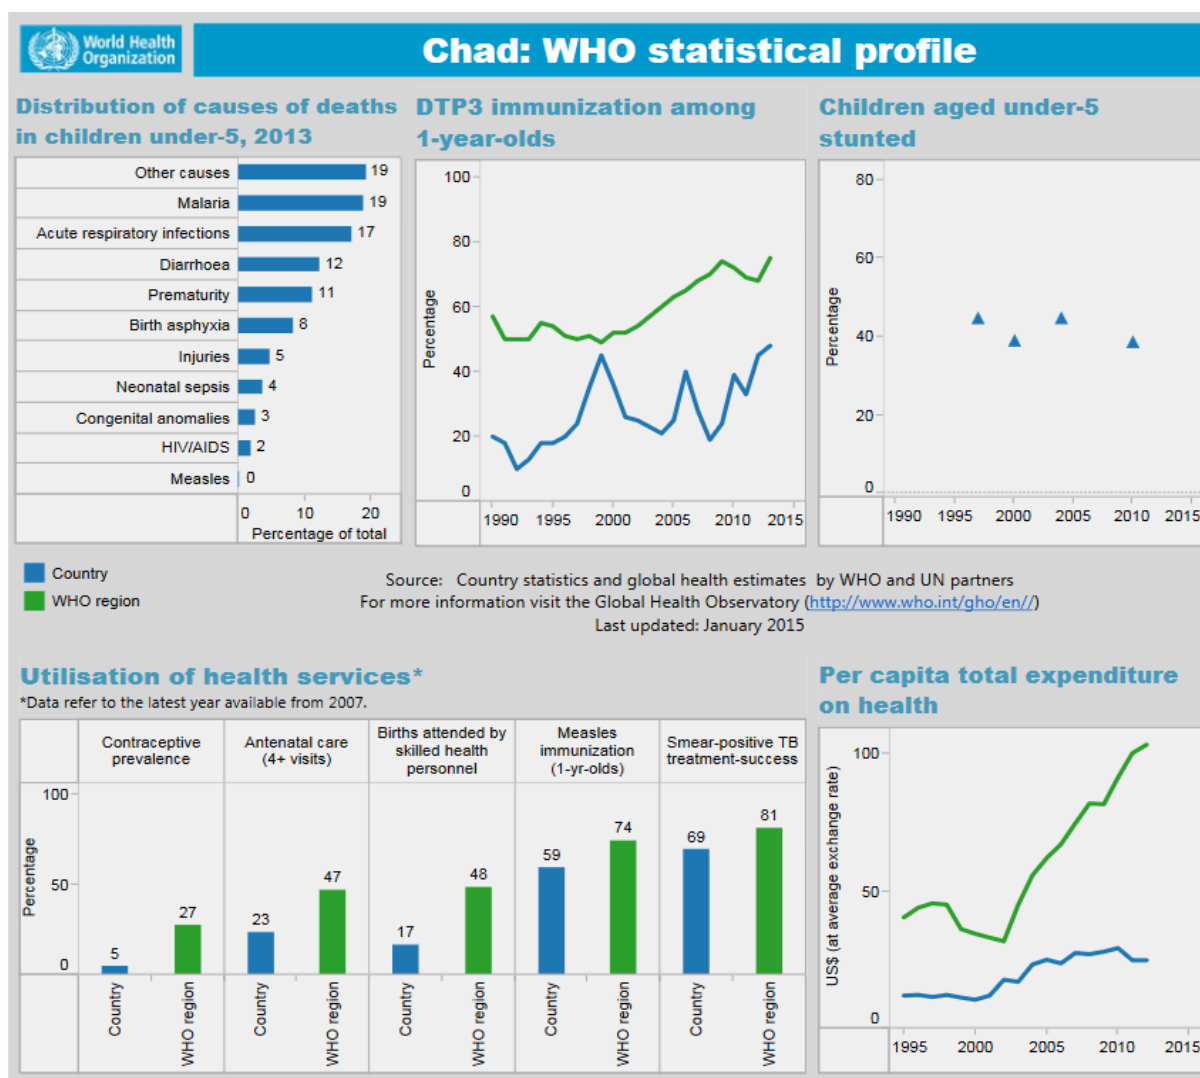 World Health
Organization
Chad: WHO statistical profile
Distribution of causes of deaths
in children under-5, 2013
Other causes 19
Malaria 19
Acute respiratory infections 17
Diarrhoea 12
Prematurity 11
Birth asphyxia 8
Injuries 5
Neonatal sepsis 4
Congenital anomalies 3
HIV/AIDS 2
Measles 0
0 10 20
Percentage of total
DTP3 immunization among
1-year-olds
Percentage
100
80
60
40
20
0
1990 1995 2000 2005 2010 2015
Children aged under-5
stunted
Percentage
80
60
40
20
0
1990 1995 2000 2005 2010 2015
Country
WHO region
Source: Country statistics and global health estimates by WHO and UN partners
For more information visit the Global Health Observatory (http://www.who.int/gho/en//)
Last updated: January 2015
Utilisation of health services*
*Data refer to the latest year available from 2007.
Contraceptive
prevalence
Antenatal care
(4+ visits)
Births attended by
skilled health
personnel
Measles
immunization
(1-yr-olds)
Smear-positive TB
treatment-success
Percentage
100
50
0
5 27 23 47 17 48 59 74 69 81
Country WHO region Country WHO region Country WHO region Country WHO region Country WHO region
Per capita total expenditure
on health
US$ (at average exchange rate)
100
50
0
1995 2000 2005 2010 2015